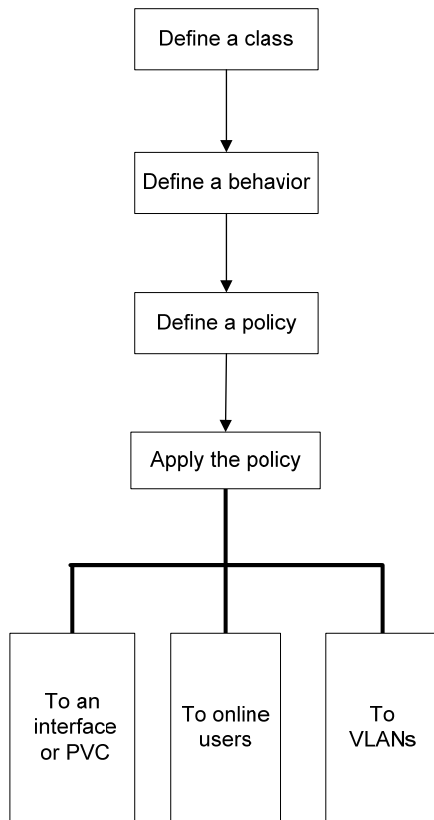 Define a class
Define a behavior
Define a policy
Apply the policy
To an
interface
or PVC
To online
users
To
VLANs